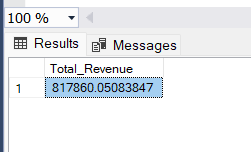 100 %
Results Messages
Total_Revenue
1 817860.05083847